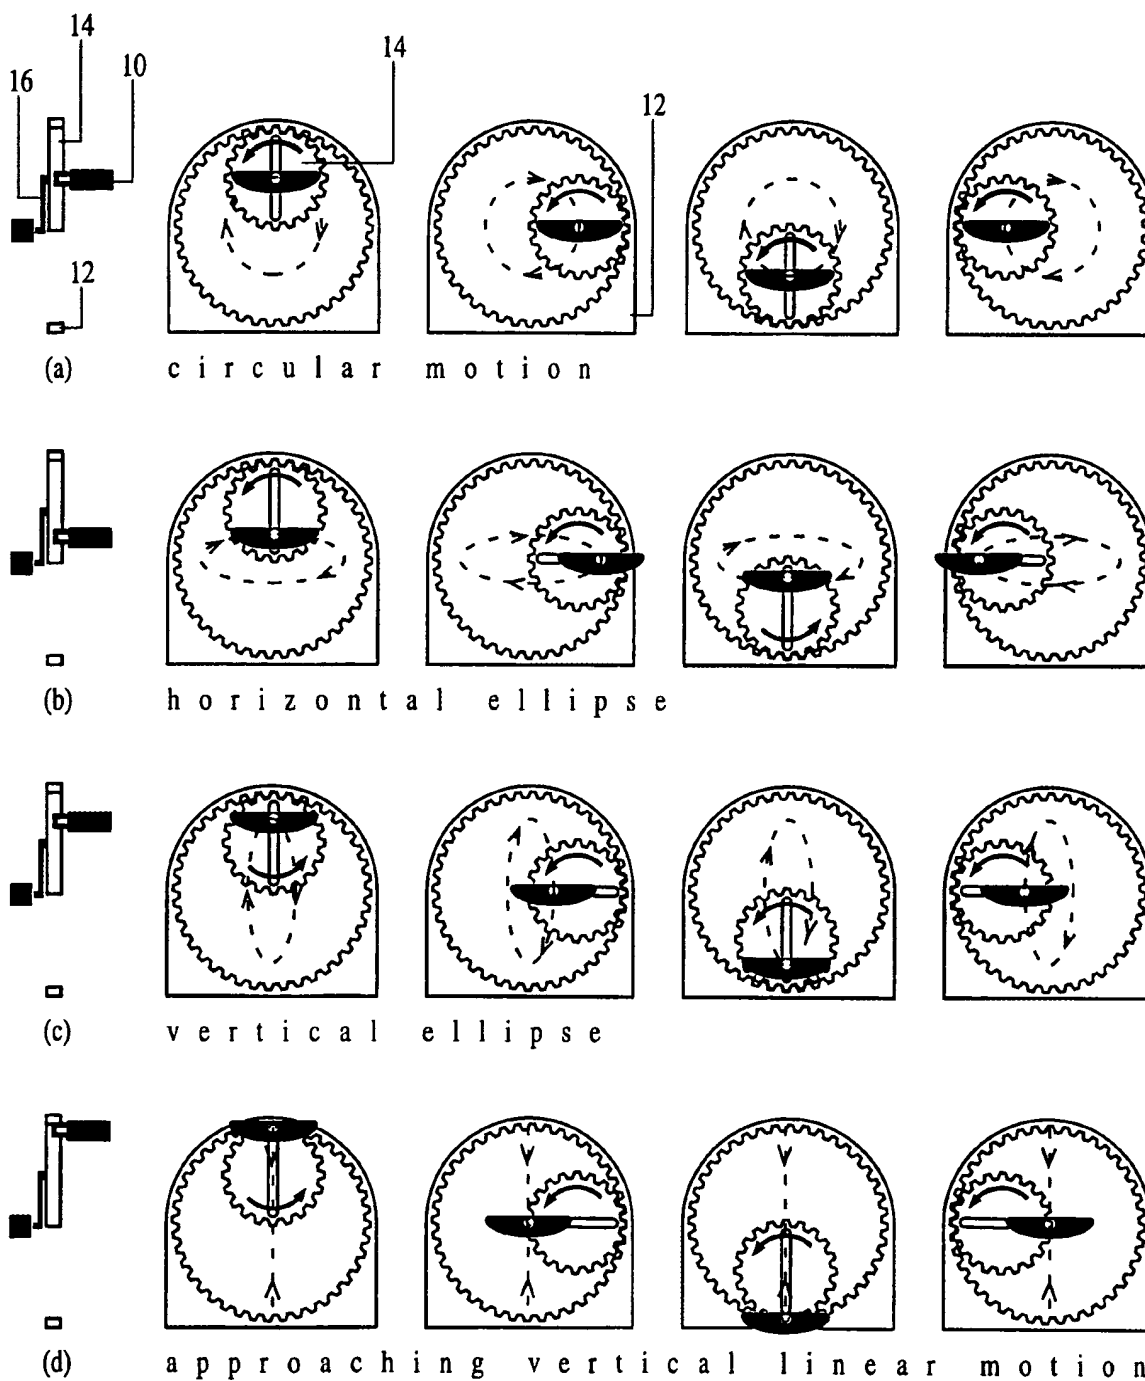 14
14
16
10
12
12
(a) circular motion
(b) horizontal ellipse
(c) vertical ellipse
(d) approaching vertical linear motion